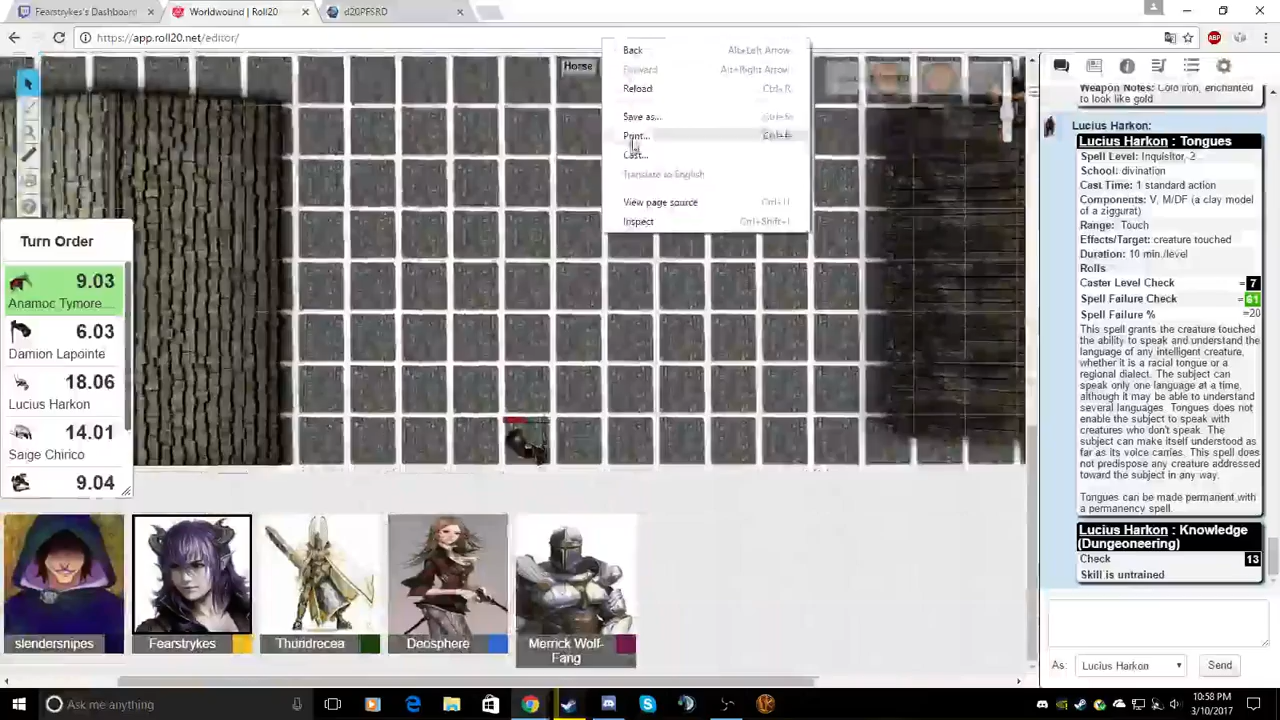 Fearstrykes's Dashboard
Worldwound | Roll20
d20PFSRD
https://app.roll20.net/editor/
Horse
Back Alt+Left Arrow
Forward Alt+Right Arrow
Reload Ctrl+R
Save as...
Print...
Cast...
Translate to English
View page source Ctrl+U
Inspect Ctrl+Shift+I
Turn Order
9.03
Anamoc Tymore...
6.03
Damion Lapointe
18.06
Lucius Harkon
14.01
Saige Chirico
9.04
slendersnipes
Fearstrykes
Thundrecea
Deosphere
Merrick Wolf-
Fang
Weapon Notes: Cold iron, enchanted
to look like gold
Lucius Harkon:
Lucius Harkon : Tongues
Spell Level: Inquisitor, 2
School: divination
Cast Time: 1 standard action
Components: V, M/DF (a clay model
of a ziggurat)
Range: Touch
Effects/Target: creature touched
Duration: 10 min./level
Rolls
Caster Level Check =7
Spell Failure Check =61
Spell Failure % =20
This spell grants the creature touched
the ability to speak and understand the
language of any intelligent creature,
whether it is a racial tongue or a
regional dialect. The subject can
speak only one language at a time,
although it may be able to understand
several languages. Tongues does not
enable the subject to speak with
creatures who don't speak. The
subject can make itself understood as
far as its voice carries. This spell does
not predispose any creature addressed
toward the subject in any way.
Tongues can be made permanent with
a permanency spell.
Lucius Harkon : Knowledge
(Dungeoneering)
Check 13
Skill is untrained
As: Lucius Harkon Send
Ask me anything
10:58 PM
3/10/2017